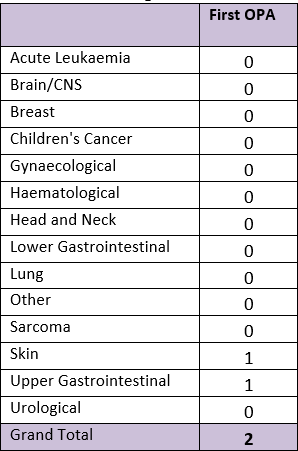 First OPA
Acute Leukaemia 0
Brain/CNS 0
Breast 0
Children's Cancer 0
Gynaecological 0
Haematological 0
Head and Neck 0
Lower Gastrointestinal 0
Lung 0
Other 0
Sarcoma 0
Skin 1
Upper Gastrointestinal 1
Urological 0
Grand Total 2